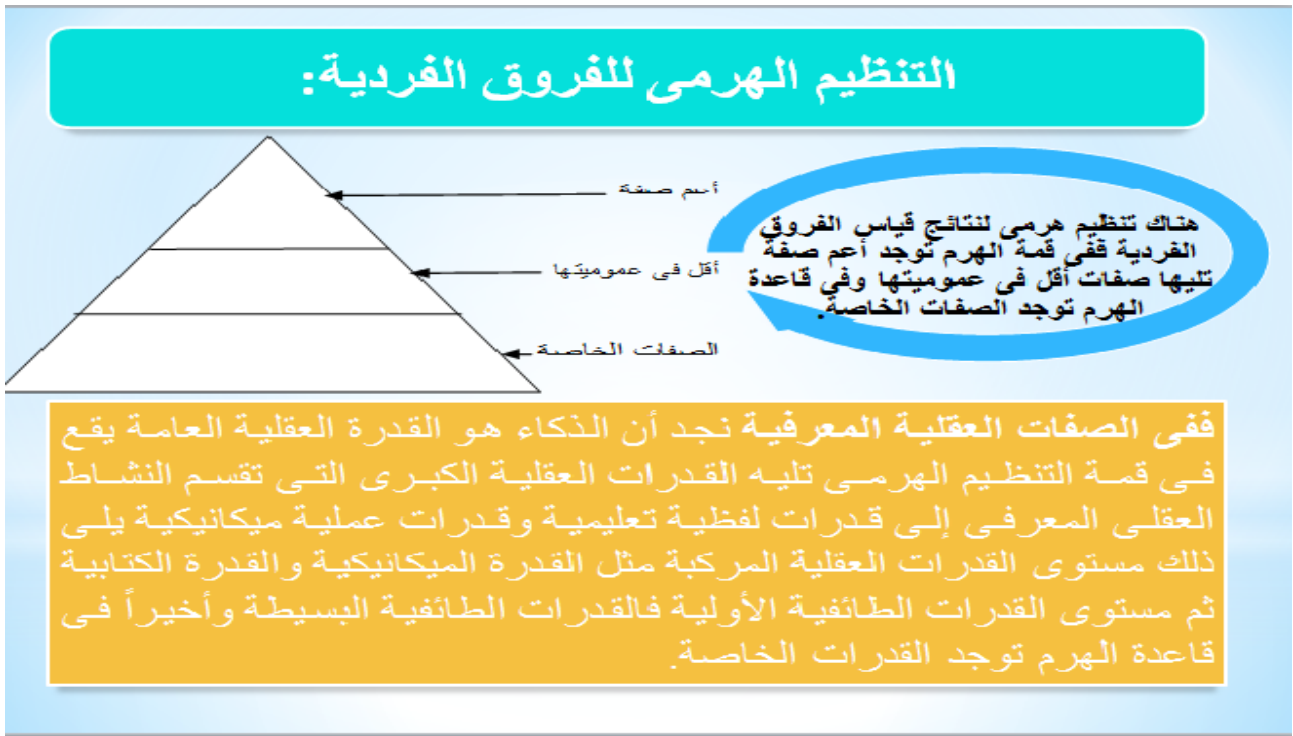 التنظيم الهرمى للفروق الفردية:
هناك تنظيم هرمى لنتائج قياس الفروق
الفردية ففى قمة الهرم توجد أعم صفة
تليها صفات أقل فى عموميتها وفى قاعدة
الهرم توجد الصفات الخاصة.
أعم صفة
أقل فى عموميتها
الصفات الخاصة
ففى الصفات العقلية المعرفية نجد أن الذكاء هو القدرة العقلية العامة يقع
فى قمة التنظيم الهرمى تليه القدرات العقلية الكبرى التى تقسم النشاط
العقلى المعرفى إلى قدرات لفظية تعليمية وقدرات عملية ميكانيكية يلى
ذلك مستوى القدرات العقلية المركبة مثل القدرة الميكانيكية والقدرة الكتابية
ثم مستوى القدرات الطائفية الأولية فالقدرات الطائفية البسيطة وأخيراً فى
قاعدة الهرم توجد القدرات الخاصة.